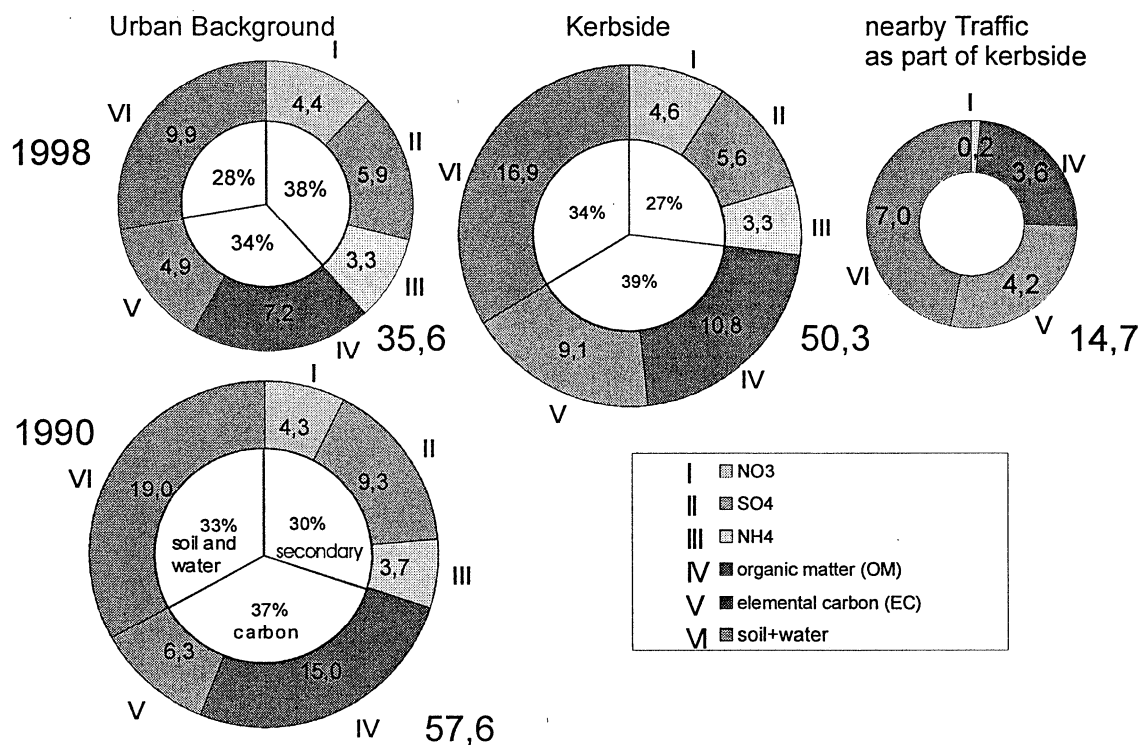 Urban Background
Kerbside
nearby Traffic
as part of kerbside
1998
I
4,4
II
5,9
III
3,3
IV
7,2
V
4,9
VI
9,9
28%
38%
34%
35,6
I
4,6
II
5,6
III
3,3
IV
10,8
V
9,1
VI
16,9
34%
27%
39%
50,3
I
0,2
IV
3,6
V
4,2
VI
7,0
14,7
1990
I
4,3
II
9,3
III
3,7
IV
15,0
V
6,3
VI
19,0
33%
soil and
water
30%
secondary
37%
carbon
57,6
I NO3
II SO4
III NH4
IV organic matter (OM)
V elemental carbon (EC)
VI soil+water